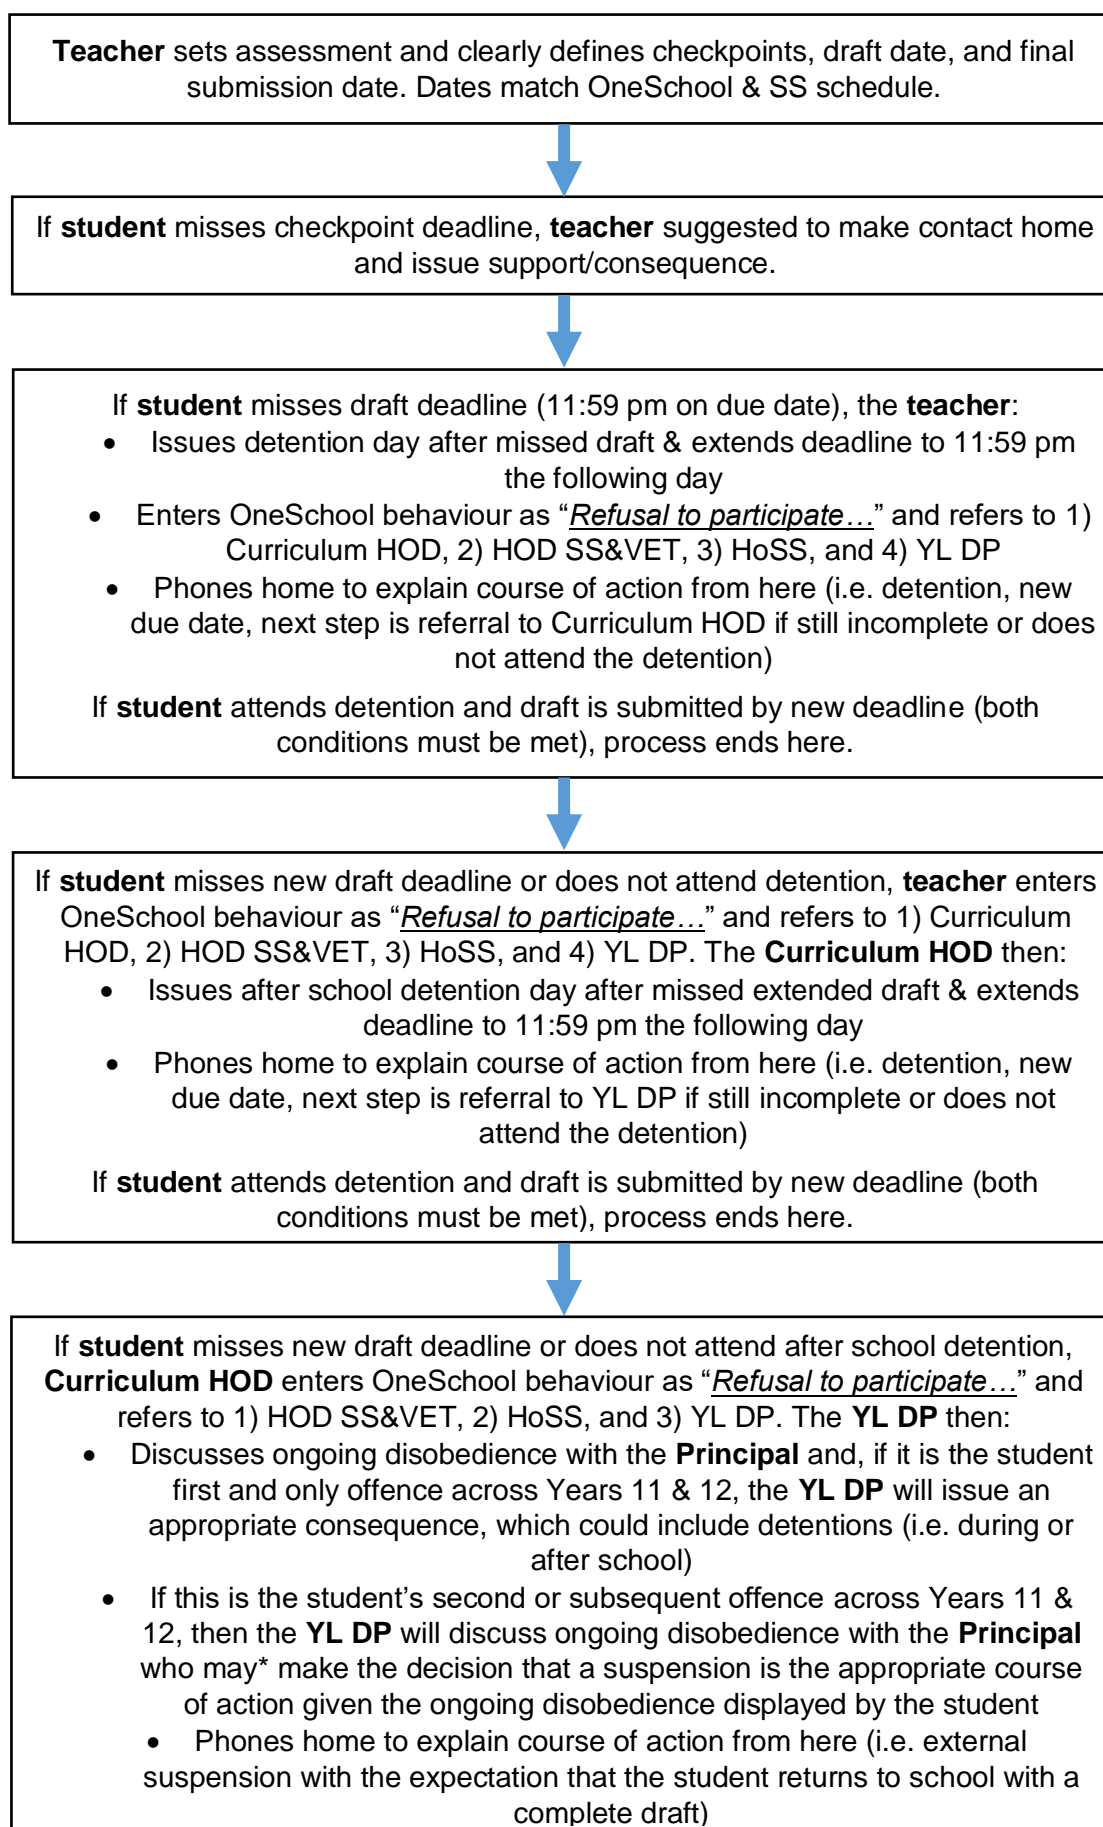 Teacher sets assessment and clearly defines checkpoints, draft date, and final
submission date. Dates match OneSchool & SS schedule.
If student misses checkpoint deadline, teacher suggested to make contact home
and issue support/consequence.
If student misses draft deadline (11:59 pm on due date), the teacher:
• Issues detention day after missed draft & extends deadline to 11:59 pm
the following day
• Enters OneSchool behaviour as “Refusal to participate…” and refers to 1)
Curriculum HOD, 2) HOD SS&VET, 3) HoSS, and 4) YL DP
• Phones home to explain course of action from here (i.e. detention, new
due date, next step is referral to Curriculum HOD if still incomplete or does
not attend the detention)
If student attends detention and draft is submitted by new deadline (both
conditions must be met), process ends here.
If student misses new draft deadline or does not attend detention, teacher enters
OneSchool behaviour as “Refusal to participate…” and refers to 1) Curriculum
HOD, 2) HOD SS&VET, 3) HoSS, and 4) YL DP. The Curriculum HOD then:
• Issues after school detention day after missed extended draft & extends
deadline to 11:59 pm the following day
• Phones home to explain course of action from here (i.e. detention, new
due date, next step is referral to YL DP if still incomplete or does not
attend the detention)
If student attends detention and draft is submitted by new deadline (both
conditions must be met), process ends here.
If student misses new draft deadline or does not attend after school detention,
Curriculum HOD enters OneSchool behaviour as “Refusal to participate…” and
refers to 1) HOD SS&VET, 2) HoSS, and 3) YL DP. The YL DP then:
• Discusses ongoing disobedience with the Principal and, if it is the student
first and only offence across Years 11 & 12, the YL DP will issue an
appropriate consequence, which could include detentions (i.e. during or
after school)
• If this is the student’s second or subsequent offence across Years 11 &
12, then the YL DP will discuss ongoing disobedience with the Principal
who may* make the decision that a suspension is the appropriate course
of action given the ongoing disobedience displayed by the student
• Phones home to explain course of action from here (i.e. external
suspension with the expectation that the student returns to school with a
complete draft)